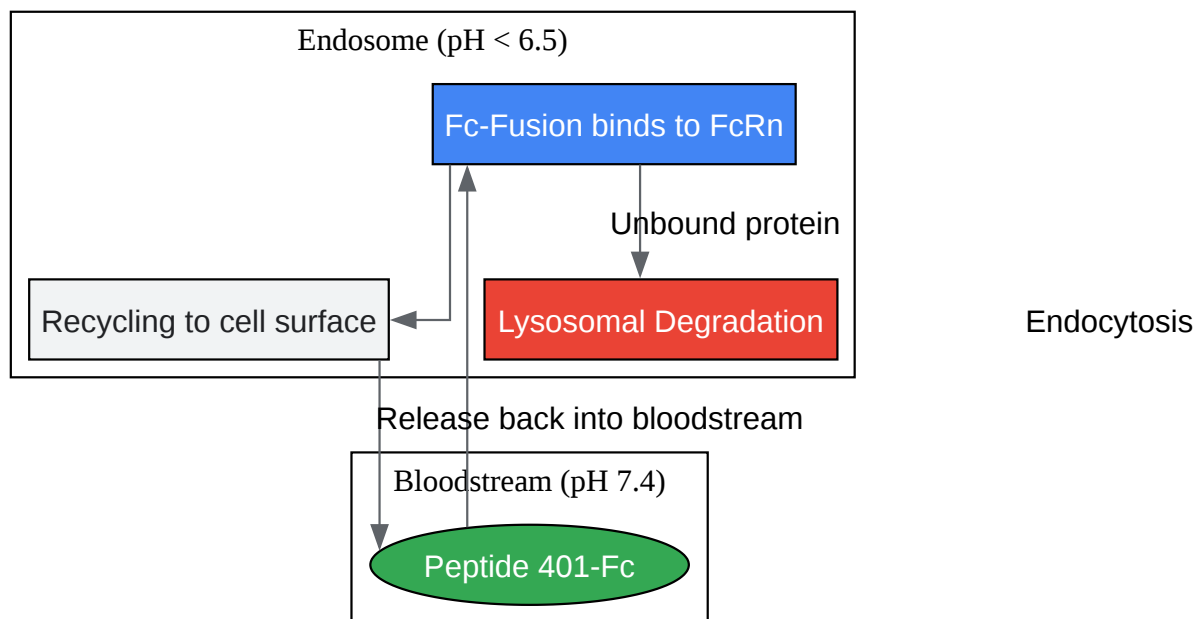 Endosome (pH < 6.5)
Fc-Fusion binds to FcRn
Unbound protein
Recycling to cell surface
Lysosomal Degradation
Endocytosis
Release back into bloodstream
Bloodstream (pH 7.4)
Peptide 401-Fc